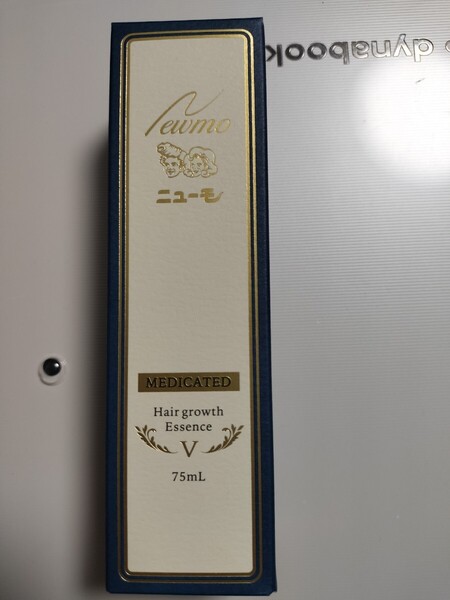 Newmo
ニューモ
MEDICATED
Hair growth
Essence
V
75mL
dynabook